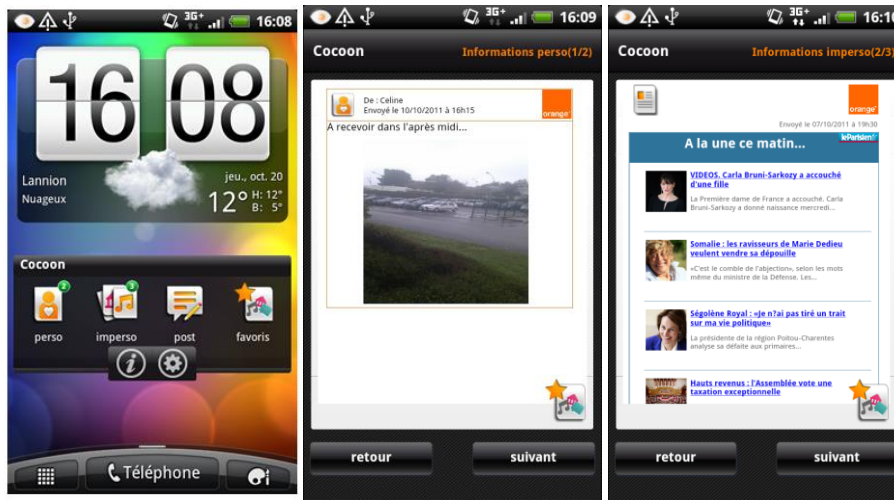 3G+
16:08
16 08
Lannion
Nuageux
jeu., oct. 20
12° H: 12°
B: 5°
Cocoon
2
3
perso
imperso
post
favoris
Téléphone
3G+
16:09
Cocoon
Informations perso(1/2)
De : Celine
Envoyé le 10/10/2011 à 16h15
orange
A recevoir dans l'après midi...
retour
suivant
3G+
16:10
Cocoon
Informations imperso(2/3)
orange
Envoyé le 07/10/2011 à 19h30
leParisien.fr
A la une ce matin...
VIDEOS. Carla Bruni-Sarkozy a accouché
d'une fille
La Première dame de France a accouché. Carla
Bruni-Sarkozy a donné naissance mercredi...
Somalie : les ravisseurs de Marie Dedieu
veulent vendre sa dépouille
«C'est le comble de l'abjection», selon les mots
même du ministre de la Défense. Les...
Ségolène Royal : «Je n?ai pas tiré un trait
sur ma vie politique»
La présidente de la région Poitou-Charentes
analyse sa défaite aux primaires...
Hauts revenus : l'Assemblée vote une
taxation exceptionnelle
retour
suivant